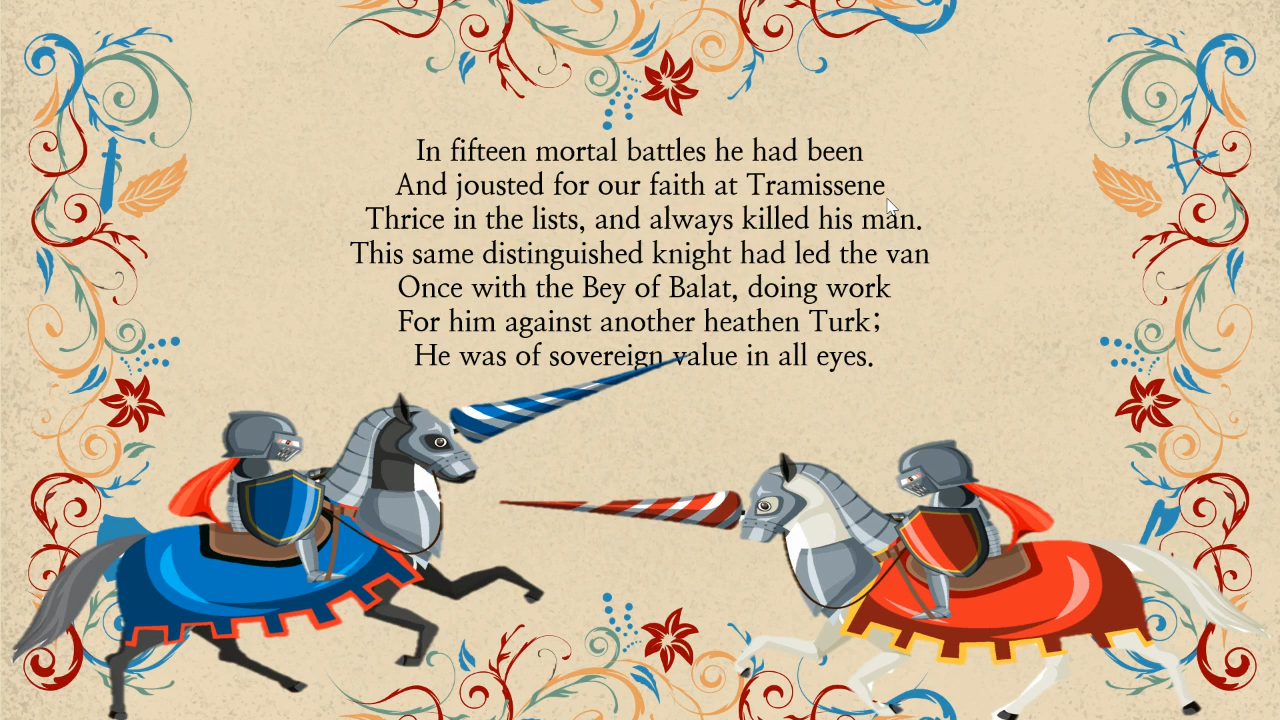 In fifteen mortal battles he had been
And jousted for our faith at Tramissene
Thrice in the lists, and always killed his man.
This same distinguished knight had led the van
Once with the Bey of Balat, doing work
For him against another heathen Turk;
He was of sovereign value in all eyes.